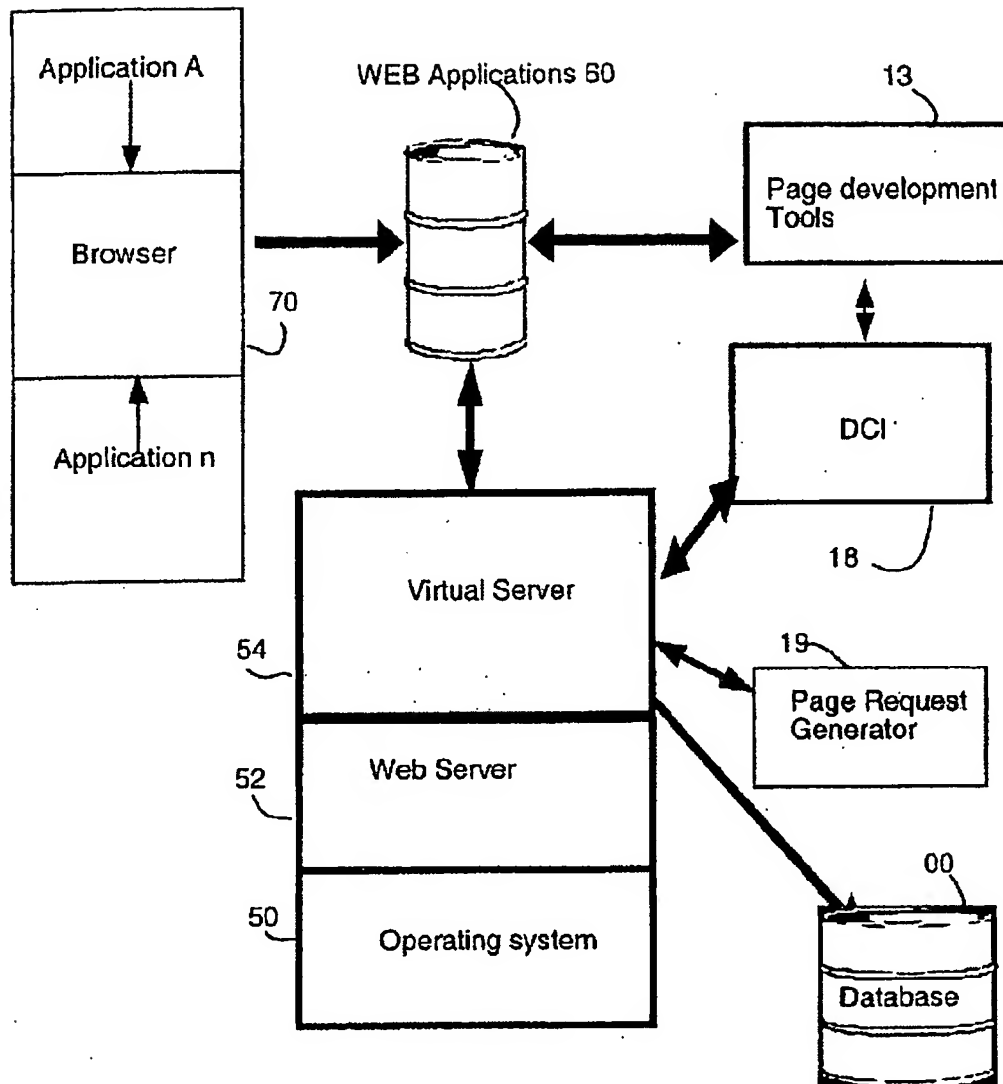 Application A
WEB Applications 60
13
Page development
Tools
Browser
70
DCI
Application n
18
Virtual Server
54
19
Page Request
Generator
Web Server
52
00
50
Operating system
Database